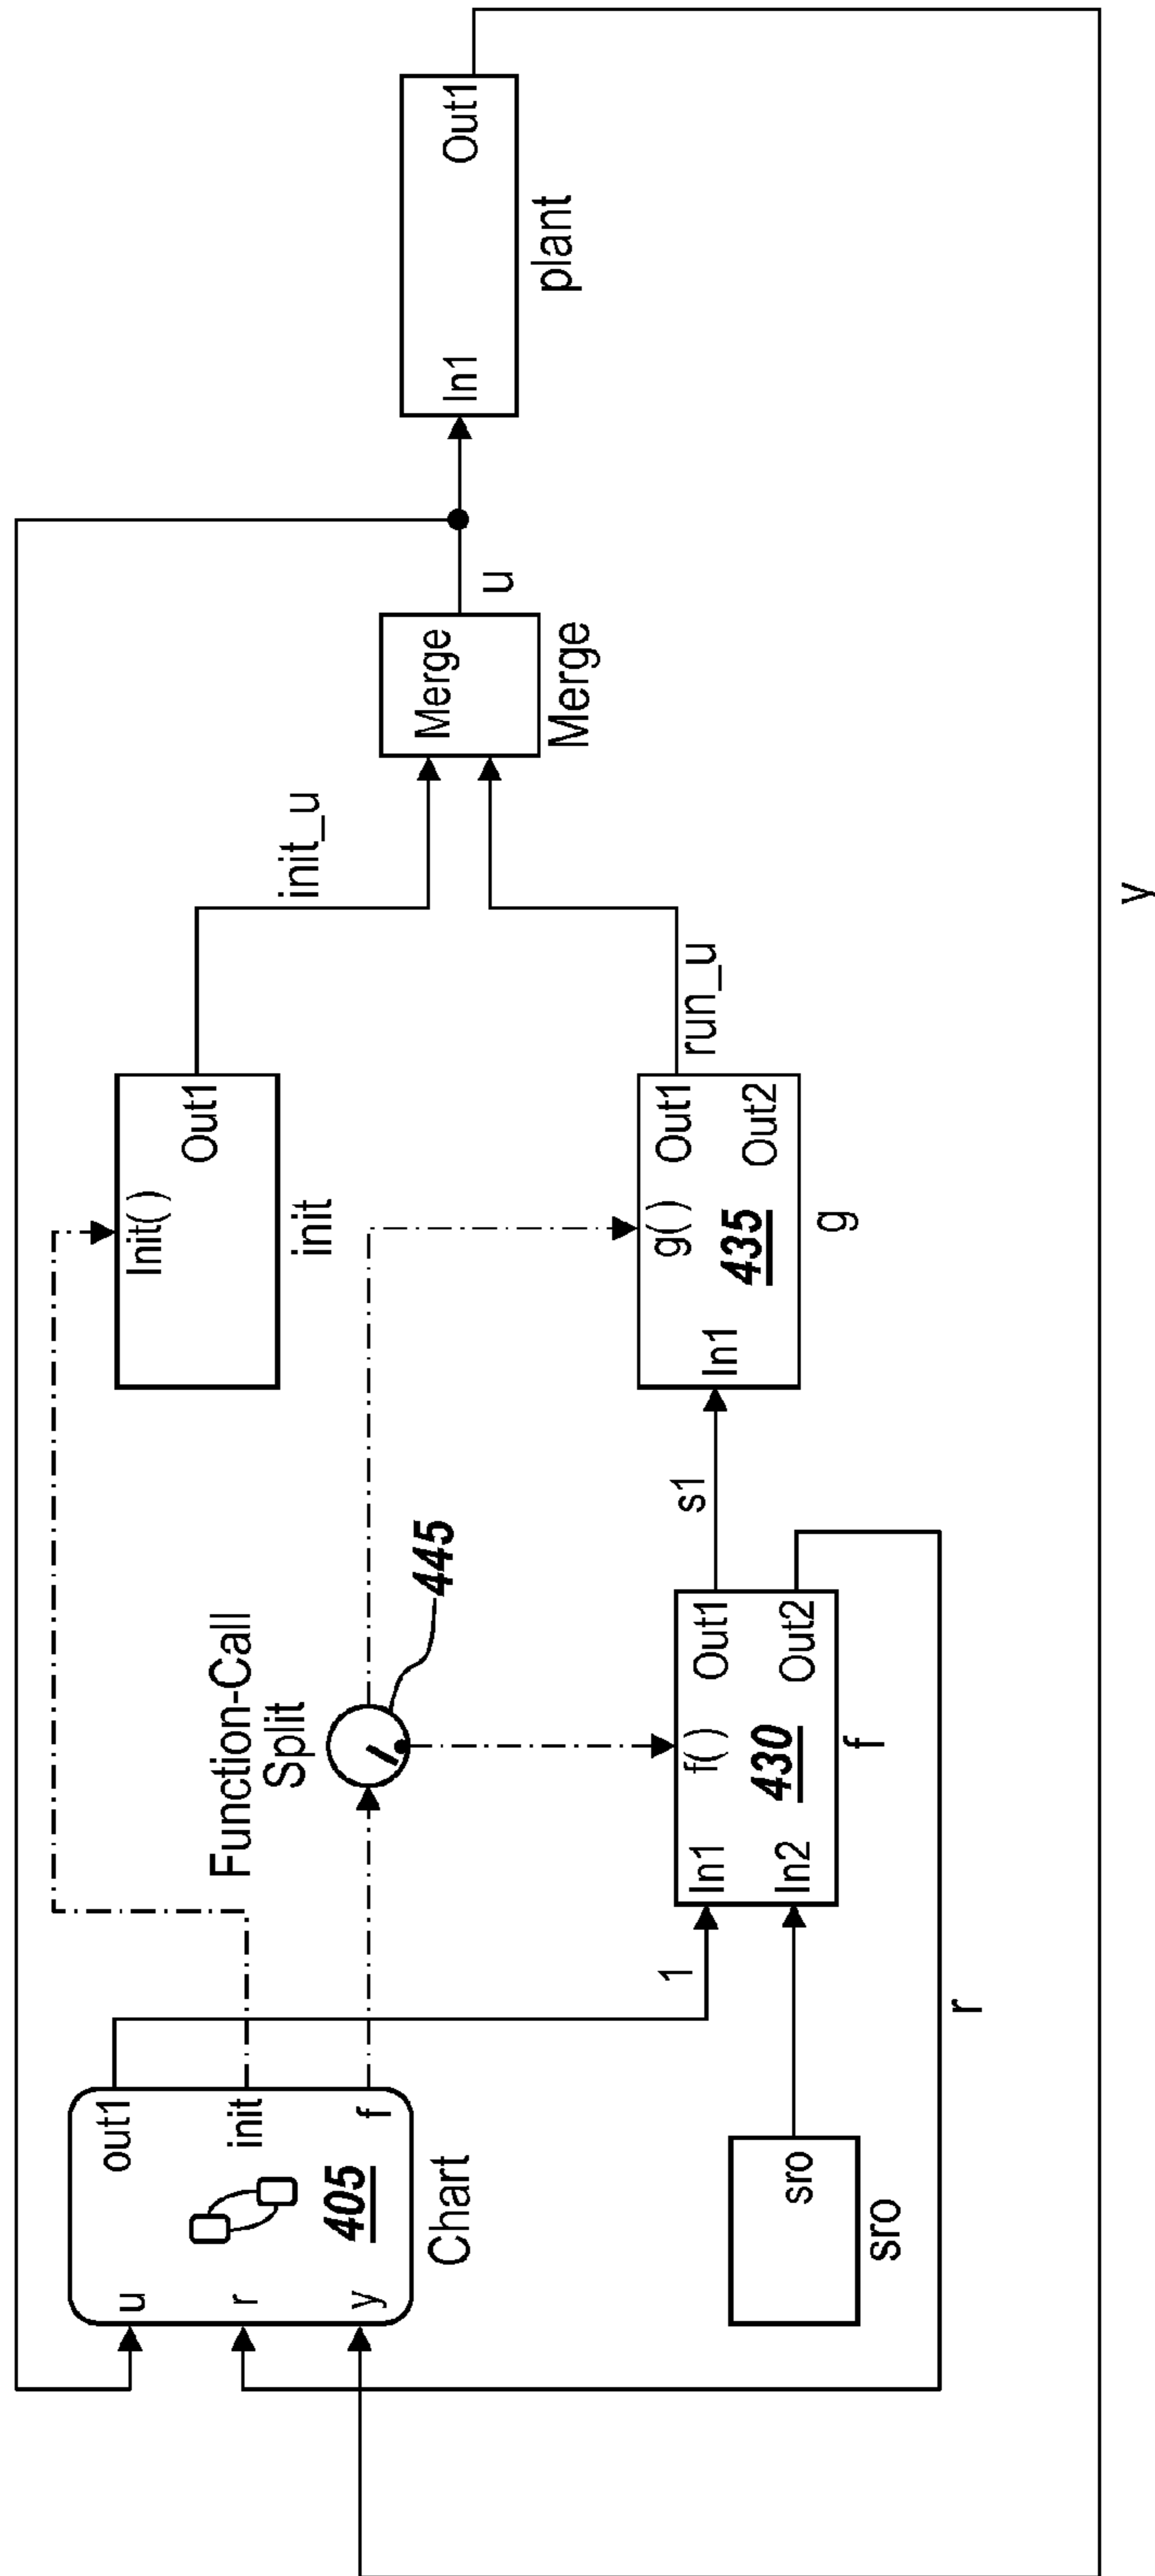 u
r
y
out1
init
f
405
Chart
sro
sro
Function-Call
Split
445
1
In1
In2
f( )
430
Out1
Out2
f
r
s1
Init( )
Out1
init
In1
g( )
435
Out1
Out2
g
init_u
run_u
Merge
Merge
u
In1
Out1
plant
y